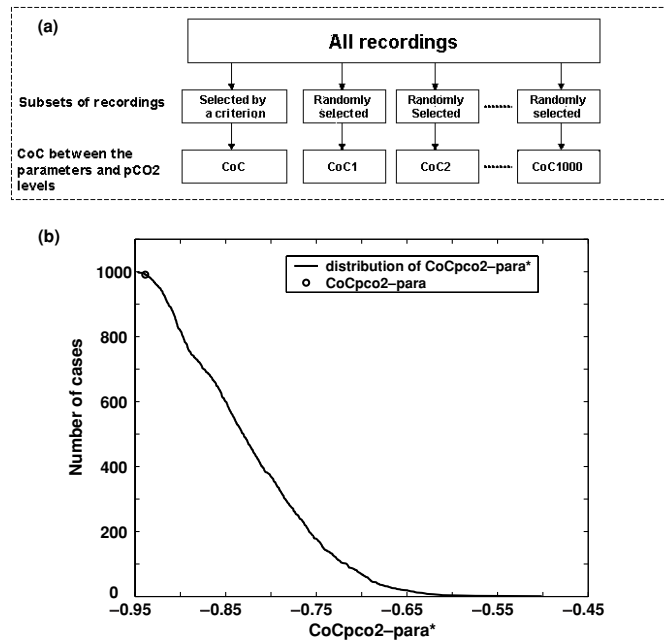 (a)
All recordings
Subsets of recordings
Selected by
a criterion
Randomly
selected
Randomly
Selected
Randomly
selected
CoC between the
parameters and pCO2
levels
CoC
CoC1
CoC2
CoC1000
(b)
1000
800
600
400
200
0
Number of cases
distribution of CoCpco2–para*
CoCpco2–para
–0.95
–0.85
–0.75
–0.65
–0.55
–0.45
CoCpco2–para*